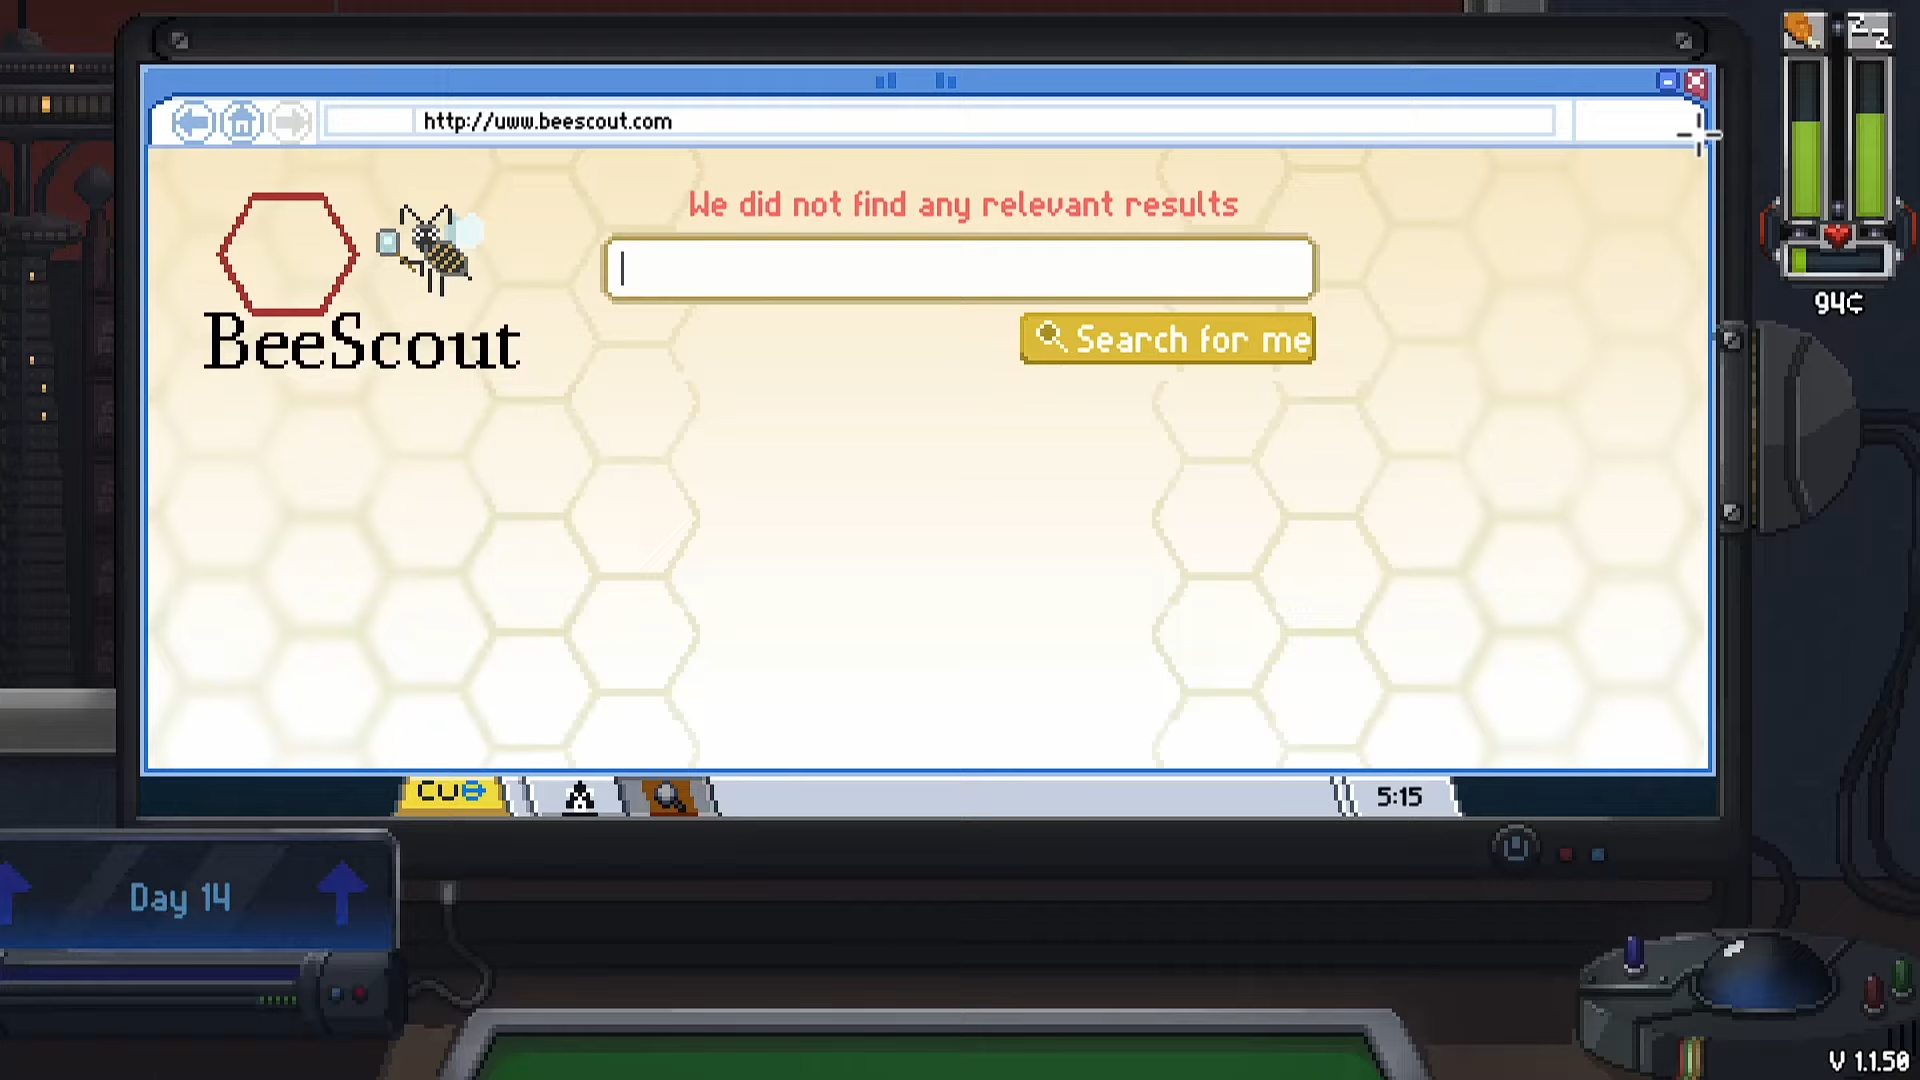 http://uww.beescout.com
We did not find any relevant results
BeeScout
Search for me
94¢
5:15
Day 14
V 1.1.50